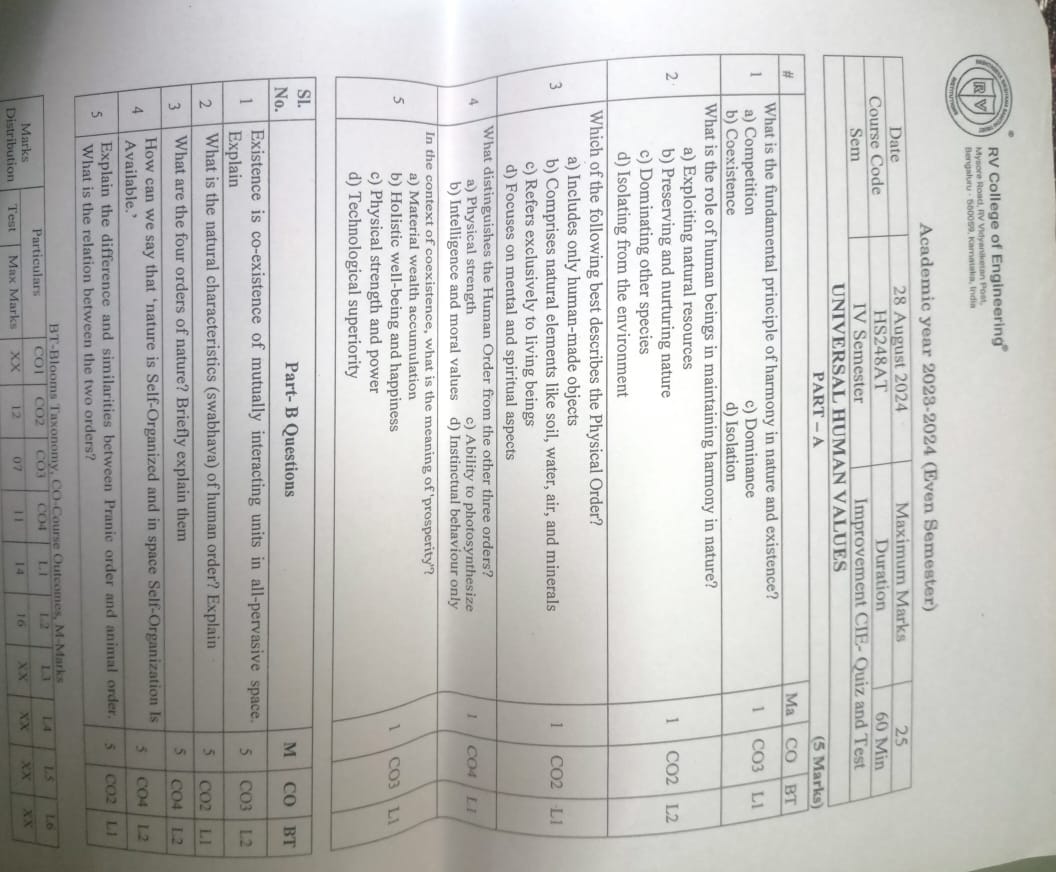 RV College of Engineering®
Mysore Road, RV Vidyaniketan Post,
Bengaluru - 560059, Karnataka, India
RV
INSTITUTIONS
Academic year 2023-2024 (Even Semester)
Date 28 August 2024 Maximum Marks 25
Course Code HS248AT Duration 60 Min
Sem IV Semester Improvement CIE- Quiz and Test
UNIVERSAL HUMAN VALUES
PART – A (5 Marks)
# Ma CO BT
1 What is the fundamental principle of harmony in nature and existence? 1 CO3 L1
a) Competition c) Dominance
b) Coexistence d) Isolation
What is the role of human beings in maintaining harmony in nature?
a) Exploiting natural resources
2 b) Preserving and nurturing nature 1 CO2 L2
c) Dominating other species
d) Isolating from the environment
Which of the following best describes the Physical Order?
a) Includes only human-made objects
3 b) Comprises natural elements like soil, water, air, and minerals 1 CO2 L1
c) Refers exclusively to living beings
d) Focuses on mental and spiritual aspects
What distinguishes the Human Order from the other three orders?
4 a) Physical strength c) Ability to photosynthesize 1 CO4 L1
b) Intelligence and moral values d) Instinctual behaviour only
In the context of coexistence, what is the meaning of 'prosperity'?
a) Material wealth accumulation
5 b) Holistic well-being and happiness 1 CO3 L1
c) Physical strength and power
d) Technological superiority
Sl.
No. Part- B Questions M CO BT
1 Existence is co-existence of mutually interacting units in all-pervasive space. 5 CO3 L2
Explain
2 What is the natural characteristics (swabhava) of human order? Explain 5 CO2 L1
3 What are the four orders of nature? Briefly explain them 5 CO4 L2
4 How can we say that ‘nature is Self-Organized and in space Self-Organization Is 5 CO4 L2
Available.’
5 Explain the difference and similarities between Pranic order and animal order. 5 CO2 L1
What is the relation between the two orders?
BT-Blooms Taxonomy, CO-Course Outcomes, M-Marks
Marks
Distribution
Particulars CO1 CO2 CO3 CO4 L1 L2 L3 L4 L5 L6
Test Max Marks XX 12 07 11 14 16 XX XX XX XX